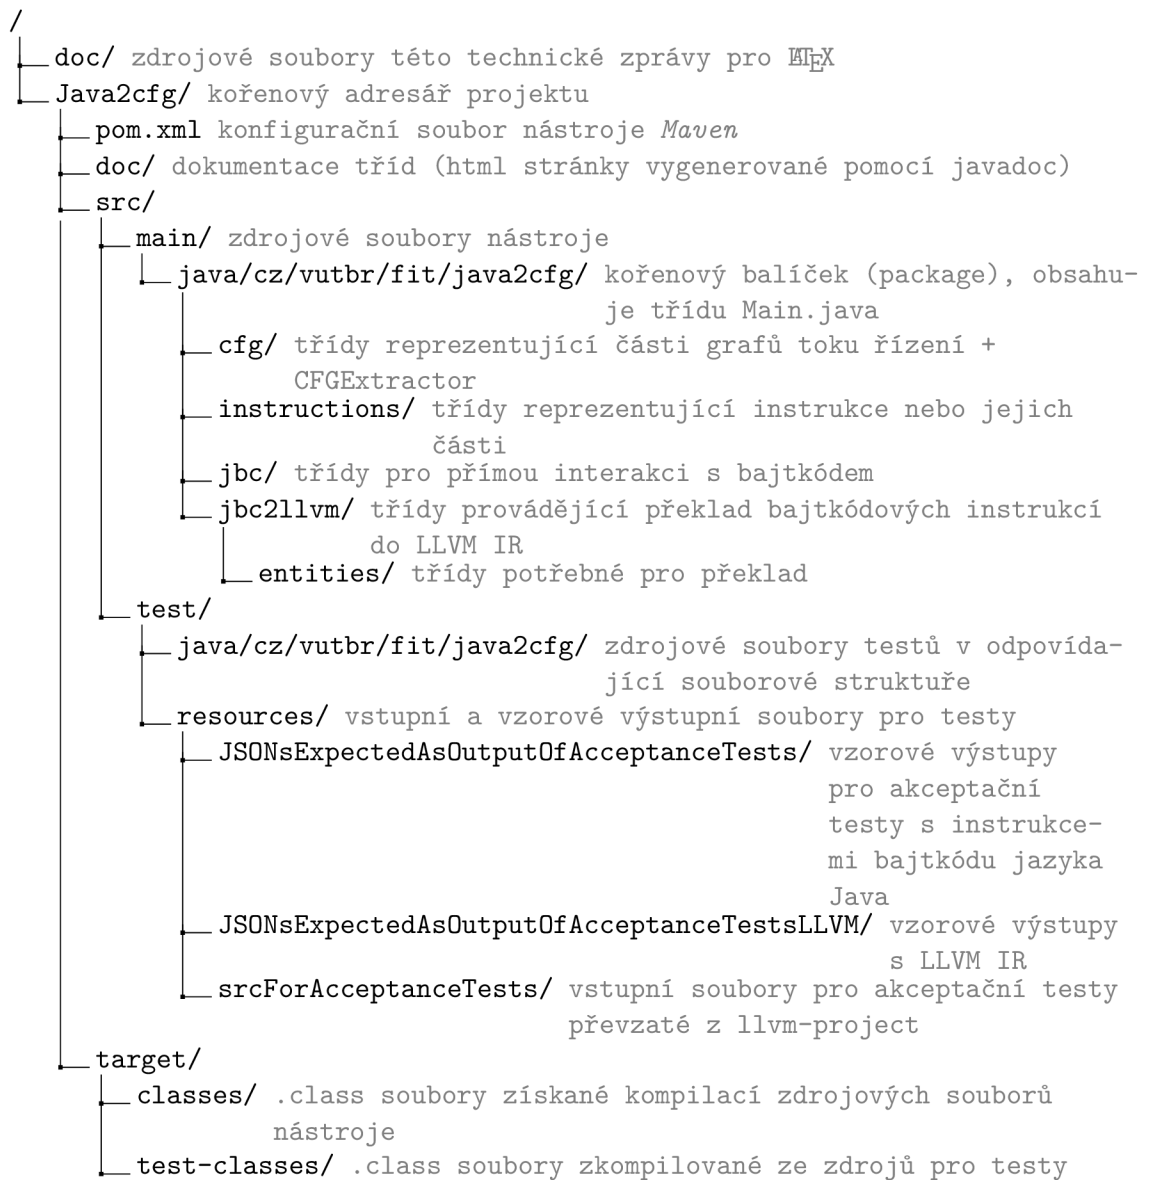 /
doc/ zdrojové soubory této technické zprávy pro LATEX
Java2cfg/ kořenový adresář projektu
pom.xml konfigurační soubor nástroje Maven
doc/ dokumentace tříd (html stránky vygenerované pomocí javadoc)
src/
main/ zdrojové soubory nástroje
java/cz/vutbr/fit/java2cfg/ kořenový balíček (package), obsahu-
je třídu Main.java
cfg/ třídy reprezentující části grafů toku řízení +
CFGExtractor
instructions/ třídy reprezentující instrukce nebo jejich
části
jbc/ třídy pro přímou interakci s bajtkódem
jbc2llvm/ třídy provádějící překlad bajtkódových instrukcí
do LLVM IR
entities/ třídy potřebné pro překlad
test/
java/cz/vutbr/fit/java2cfg/ zdrojové soubory testů v odpovída-
jící souborové struktuře
resources/ vstupní a vzorové výstupní soubory pro testy
JSONsExpectedAsOutputOfAcceptanceTests/ vzorové výstupy
pro akceptační
testy s instrukce-
mi bajtkódu jazyka
Java
JSONsExpectedAsOutputOfAcceptanceTestsLLVM/ vzorové výstupy
s LLVM IR
srcForAcceptanceTests/ vstupní soubory pro akceptační testy
převzaté z llvm-project
target/
classes/ .class soubory získané kompilací zdrojových souborů
nástroje
test-classes/ .class soubory zkompilované ze zdrojů pro testy